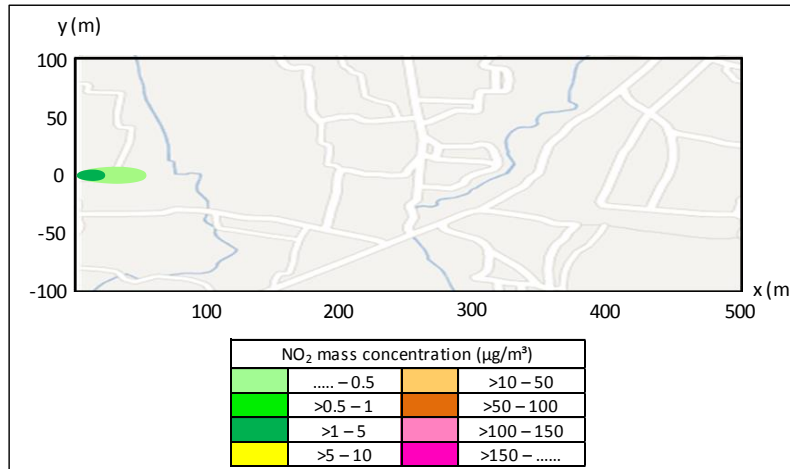 y (m)
100
50
0
-50
-100
x (m
100 200 300 400 500
NO₂ mass concentration (µg/m³)
..... – 0.5 >10 – 50
>0.5 – 1 >50 – 100
>1 – 5 >100 – 150
>5 – 10 >150 – ......